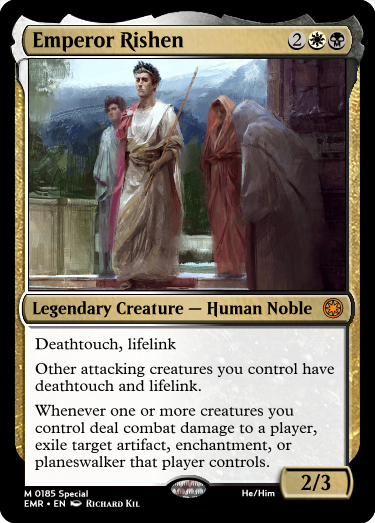 Emperor Rishen 2
Legendary Creature — Human Noble
Deathtouch, lifelink
Other attacking creatures you control have
deathtouch and lifelink.
Whenever one or more creatures you
control deal combat damage to a player,
exile target artifact, enchantment, or
planeswalker that player controls.
2/3
M 0185 Special He/Him
EMR • EN Richard Kil